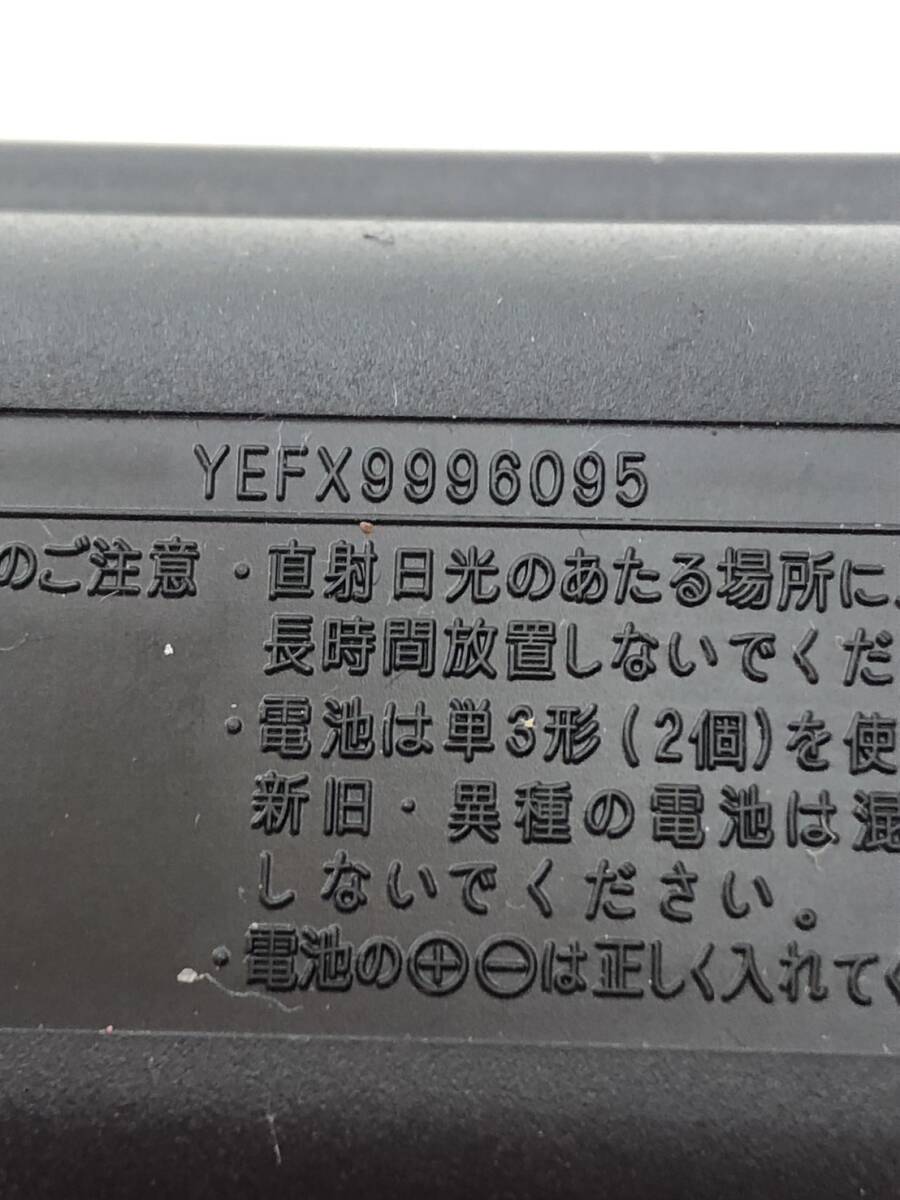 YEFX9996095
のご注意 ・直射日光のあたる場所に
長時間放置しないでくだ
・電池は単3形(2個)を使
新旧・異種の電池は混
しないでください。
・電池の⊕⊖は正しく入れてく